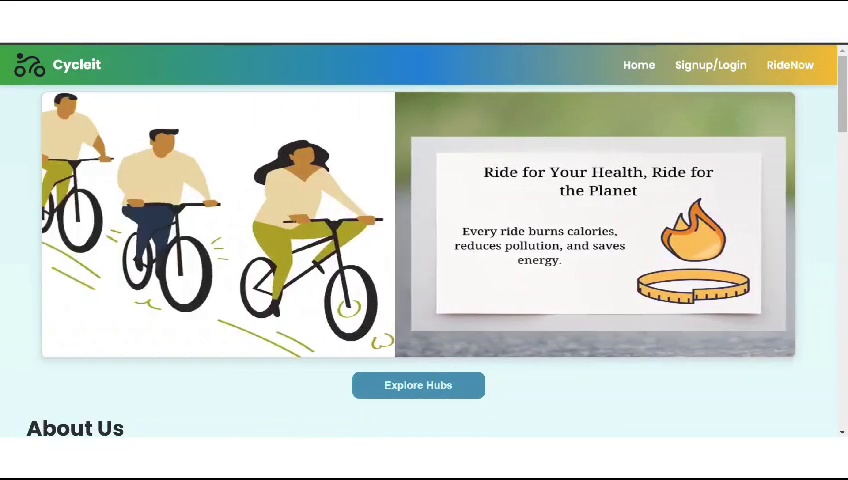 Cycleit
Home Signup/Login RideNow
Ride for Your Health, Ride for
the Planet
Every ride burns calories,
reduces pollution, and saves
energy.
Explore Hubs
About Us